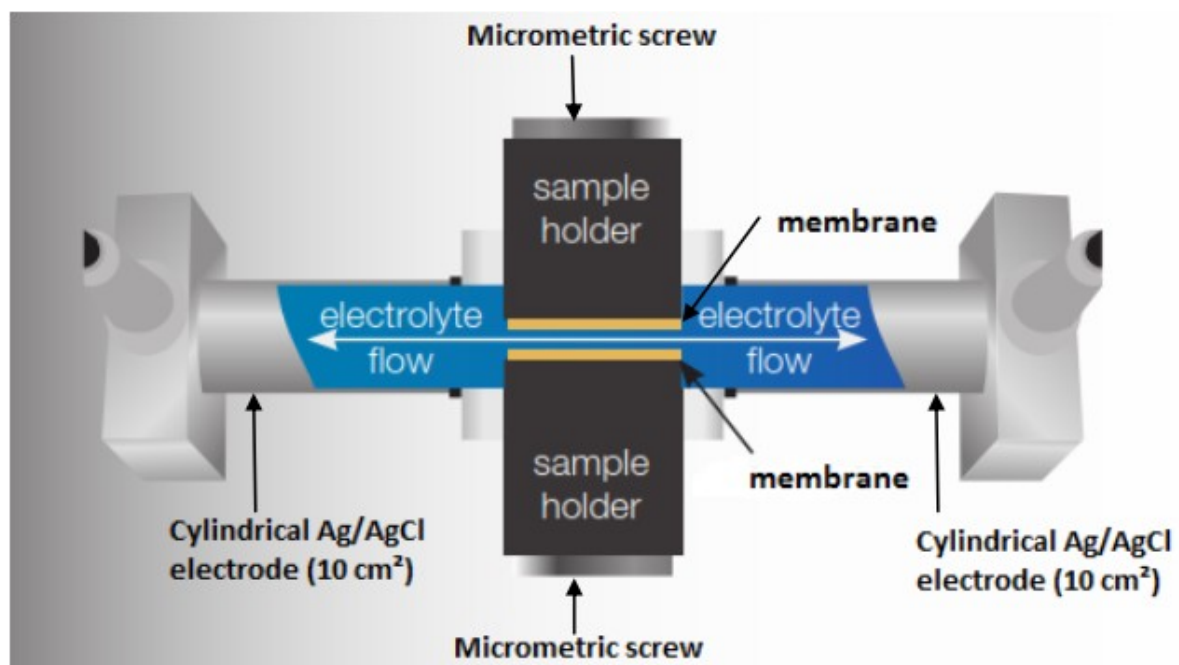 Micrometric screw
sample
holder
membrane
electrolyte
flow
electrolyte
flow
sample
holder
membrane
Cylindrical Ag/AgCl
electrode (10 cm²)
Cylindrical Ag/AgCl
electrode (10 cm²)
Micrometric screw